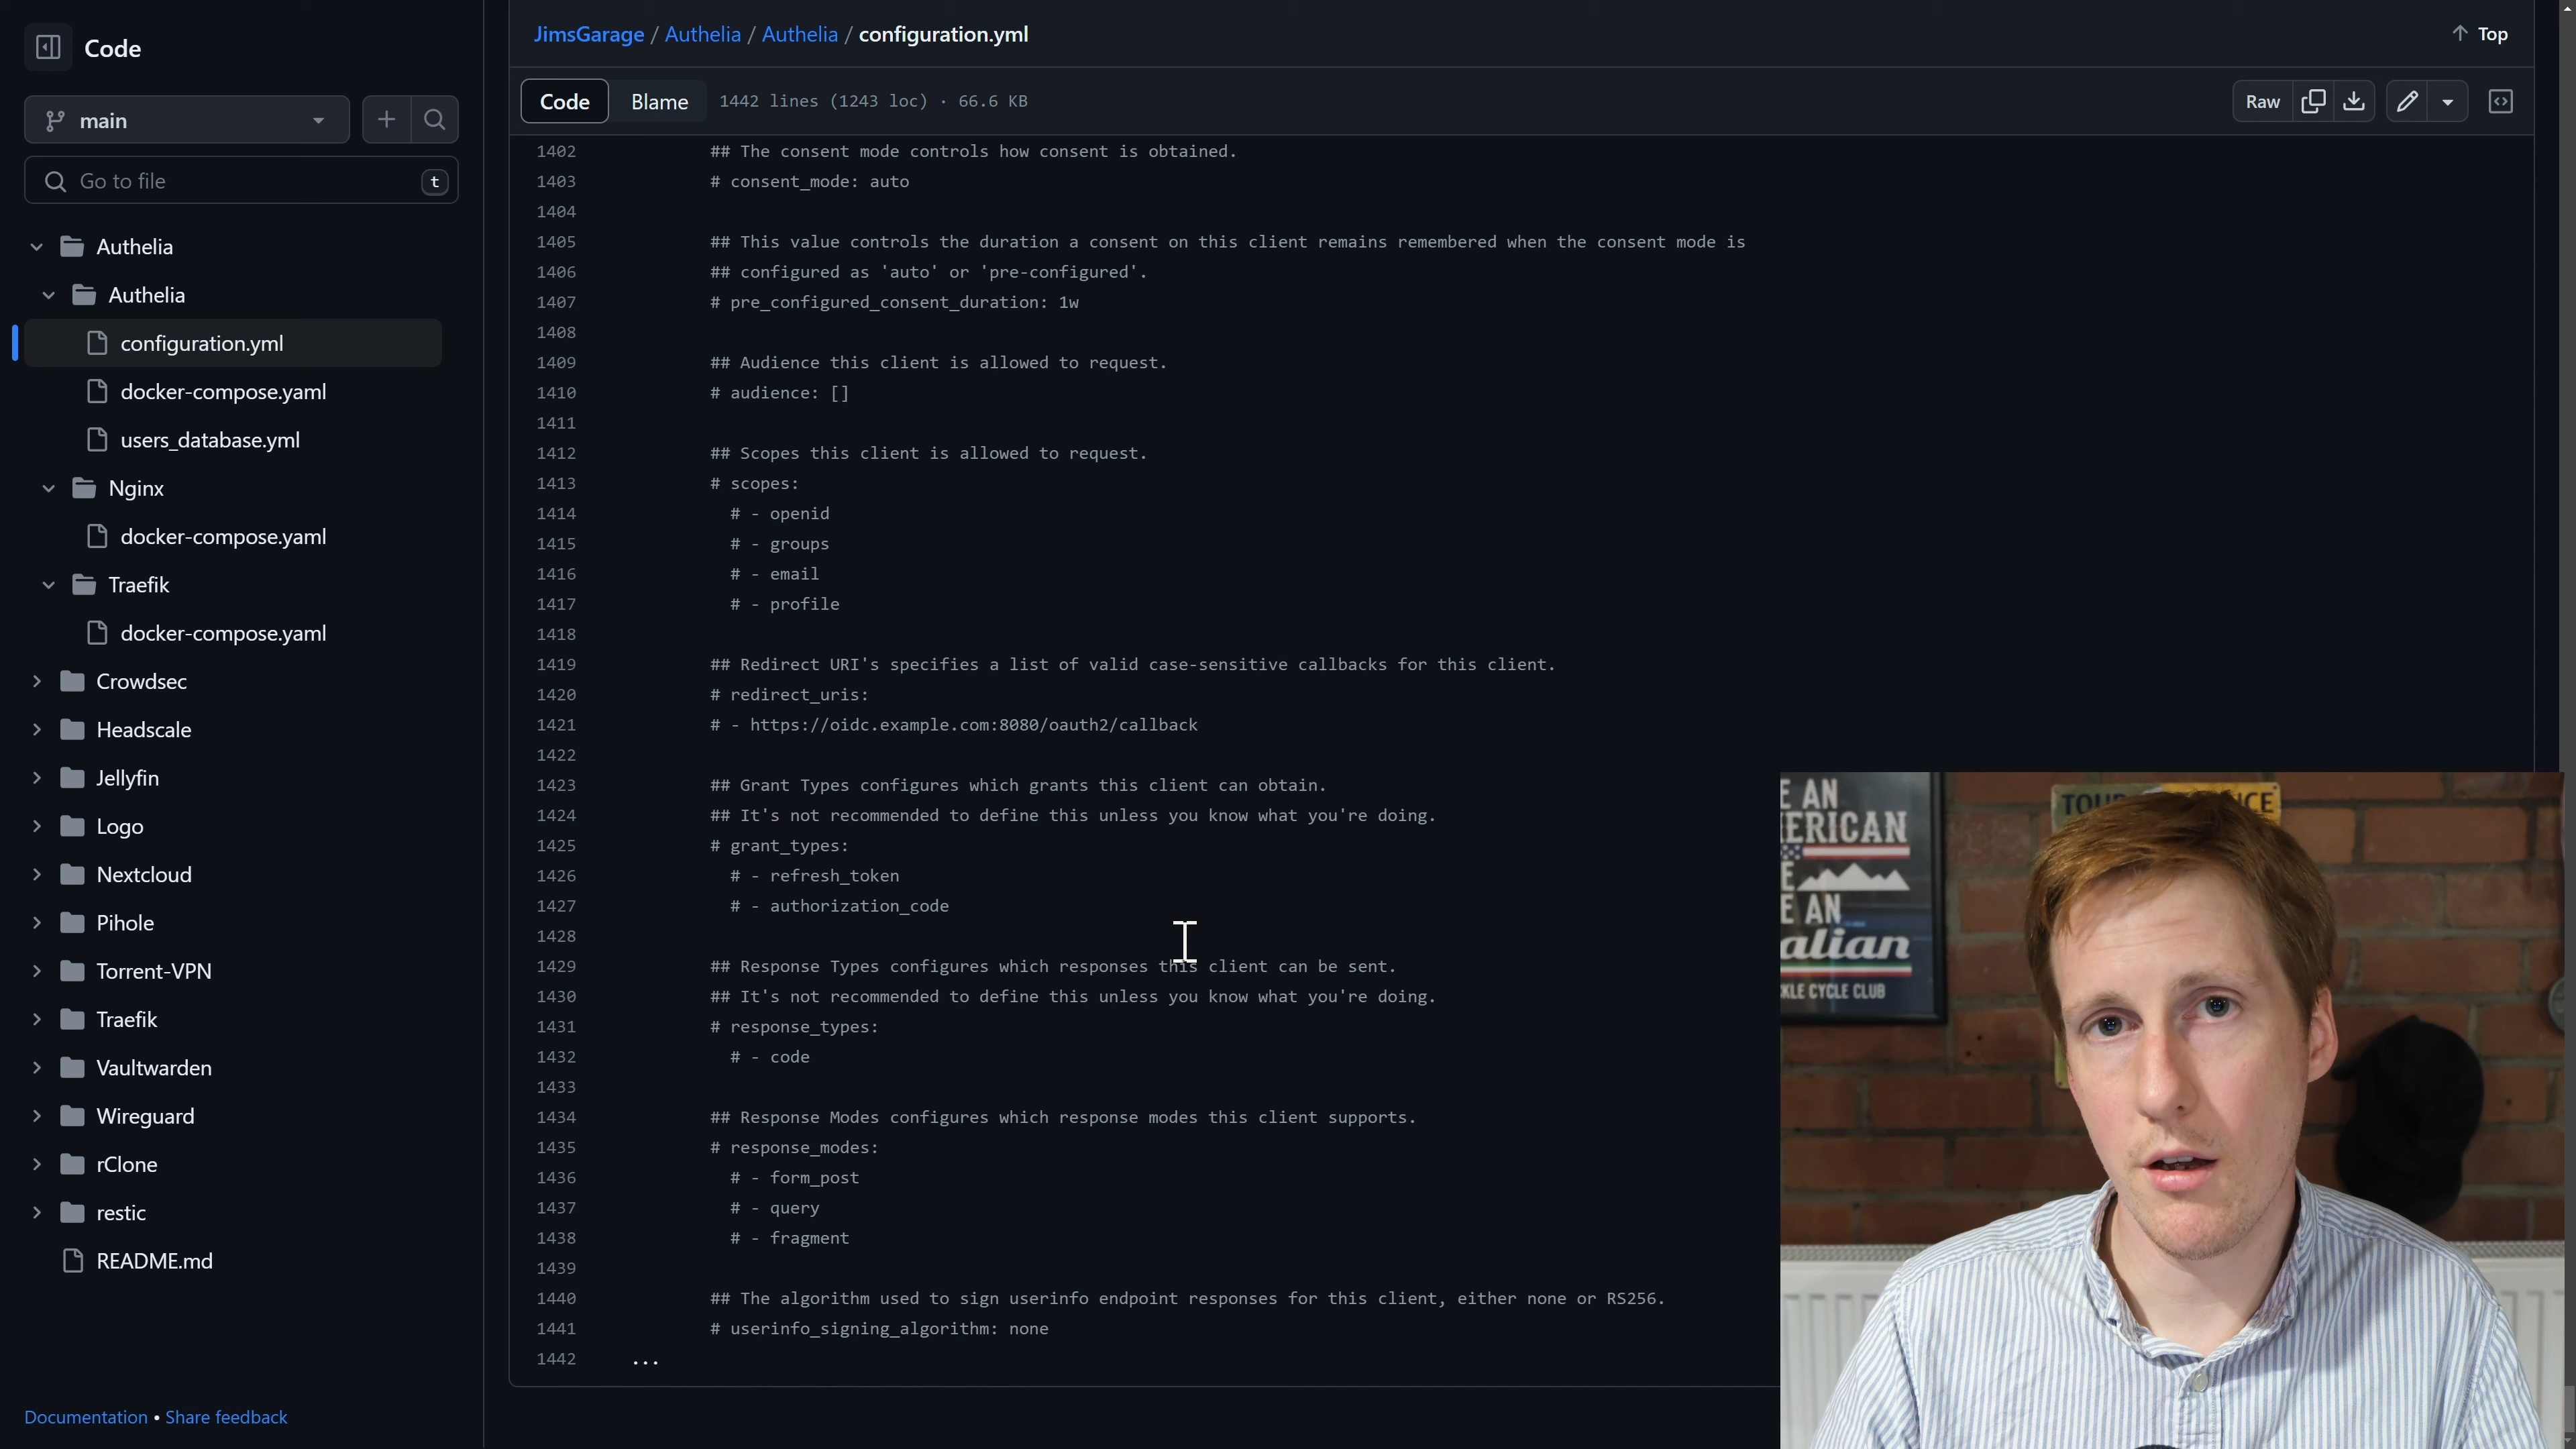 Code
main
Go to file
t
Authelia
Authelia
configuration.yml
docker-compose.yaml
users_database.yml
Nginx
docker-compose.yaml
Traefik
docker-compose.yaml
Crowdsec
Headscale
Jellyfin
Logo
Nextcloud
Pihole
Torrent-VPN
Traefik
Vaultwarden
Wireguard
rClone
restic
README.md
Documentation • Share feedback
JimsGarage / Authelia / Authelia / configuration.yml
Top
Code Blame 1442 lines (1243 loc) · 66.6 KB
Raw
1402 ## The consent mode controls how consent is obtained.
1403 # consent_mode: auto
1404
1405 ## This value controls the duration a consent on this client remains remembered when the consent mode is
1406 ## configured as 'auto' or 'pre-configured'.
1407 # pre_configured_consent_duration: 1w
1408
1409 ## Audience this client is allowed to request.
1410 # audience: []
1411
1412 ## Scopes this client is allowed to request.
1413 # scopes:
1414 # - openid
1415 # - groups
1416 # - email
1417 # - profile
1418
1419 ## Redirect URI's specifies a list of valid case-sensitive callbacks for this client.
1420 # redirect_uris:
1421 # - https://oidc.example.com:8080/oauth2/callback
1422
1423 ## Grant Types configures which grants this client can obtain.
1424 ## It's not recommended to define this unless you know what you're doing.
1425 # grant_types:
1426 # - refresh_token
1427 # - authorization_code
1428
1429 ## Response Types configures which responses this client can be sent.
1430 ## It's not recommended to define this unless you know what you're doing.
1431 # response_types:
1432 # - code
1433
1434 ## Response Modes configures which response modes this client supports.
1435 # response_modes:
1436 # - form_post
1437 # - query
1438 # - fragment
1439
1440 ## The algorithm used to sign userinfo endpoint responses for this client, either none or RS256.
1441 # userinfo_signing_algorithm: none
1442 ...
E AN
ERICAN
E
E AN
alian
KLE CYCLE CLUB